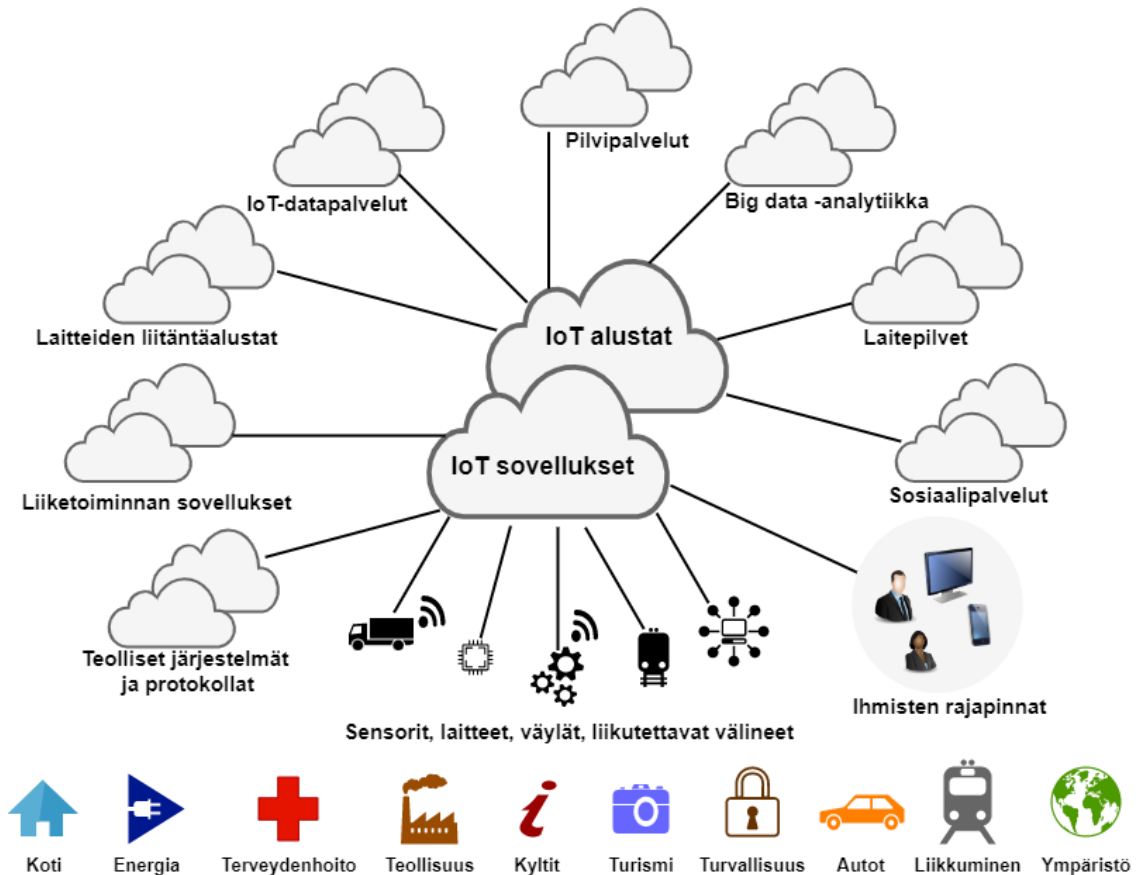 Pilvipalvelut
IoT-datapalvelut
Big data -analytiikka
Laitteiden liitäntäalustat
IoT alustat
Laitepilvet
IoT sovellukset
Liiketoiminnan sovellukset
Sosiaalipalvelut
Teolliset järjestelmät
ja protokollat
Ihmisten rajapinnat
Sensorit, laitteet, väylät, liikutettavat välineet
Koti
Energia
Terveydenhoito
Teollisuus
Kyltit
Turismi
Turvallisuus
Autot
Liikkuminen
Ympäristö